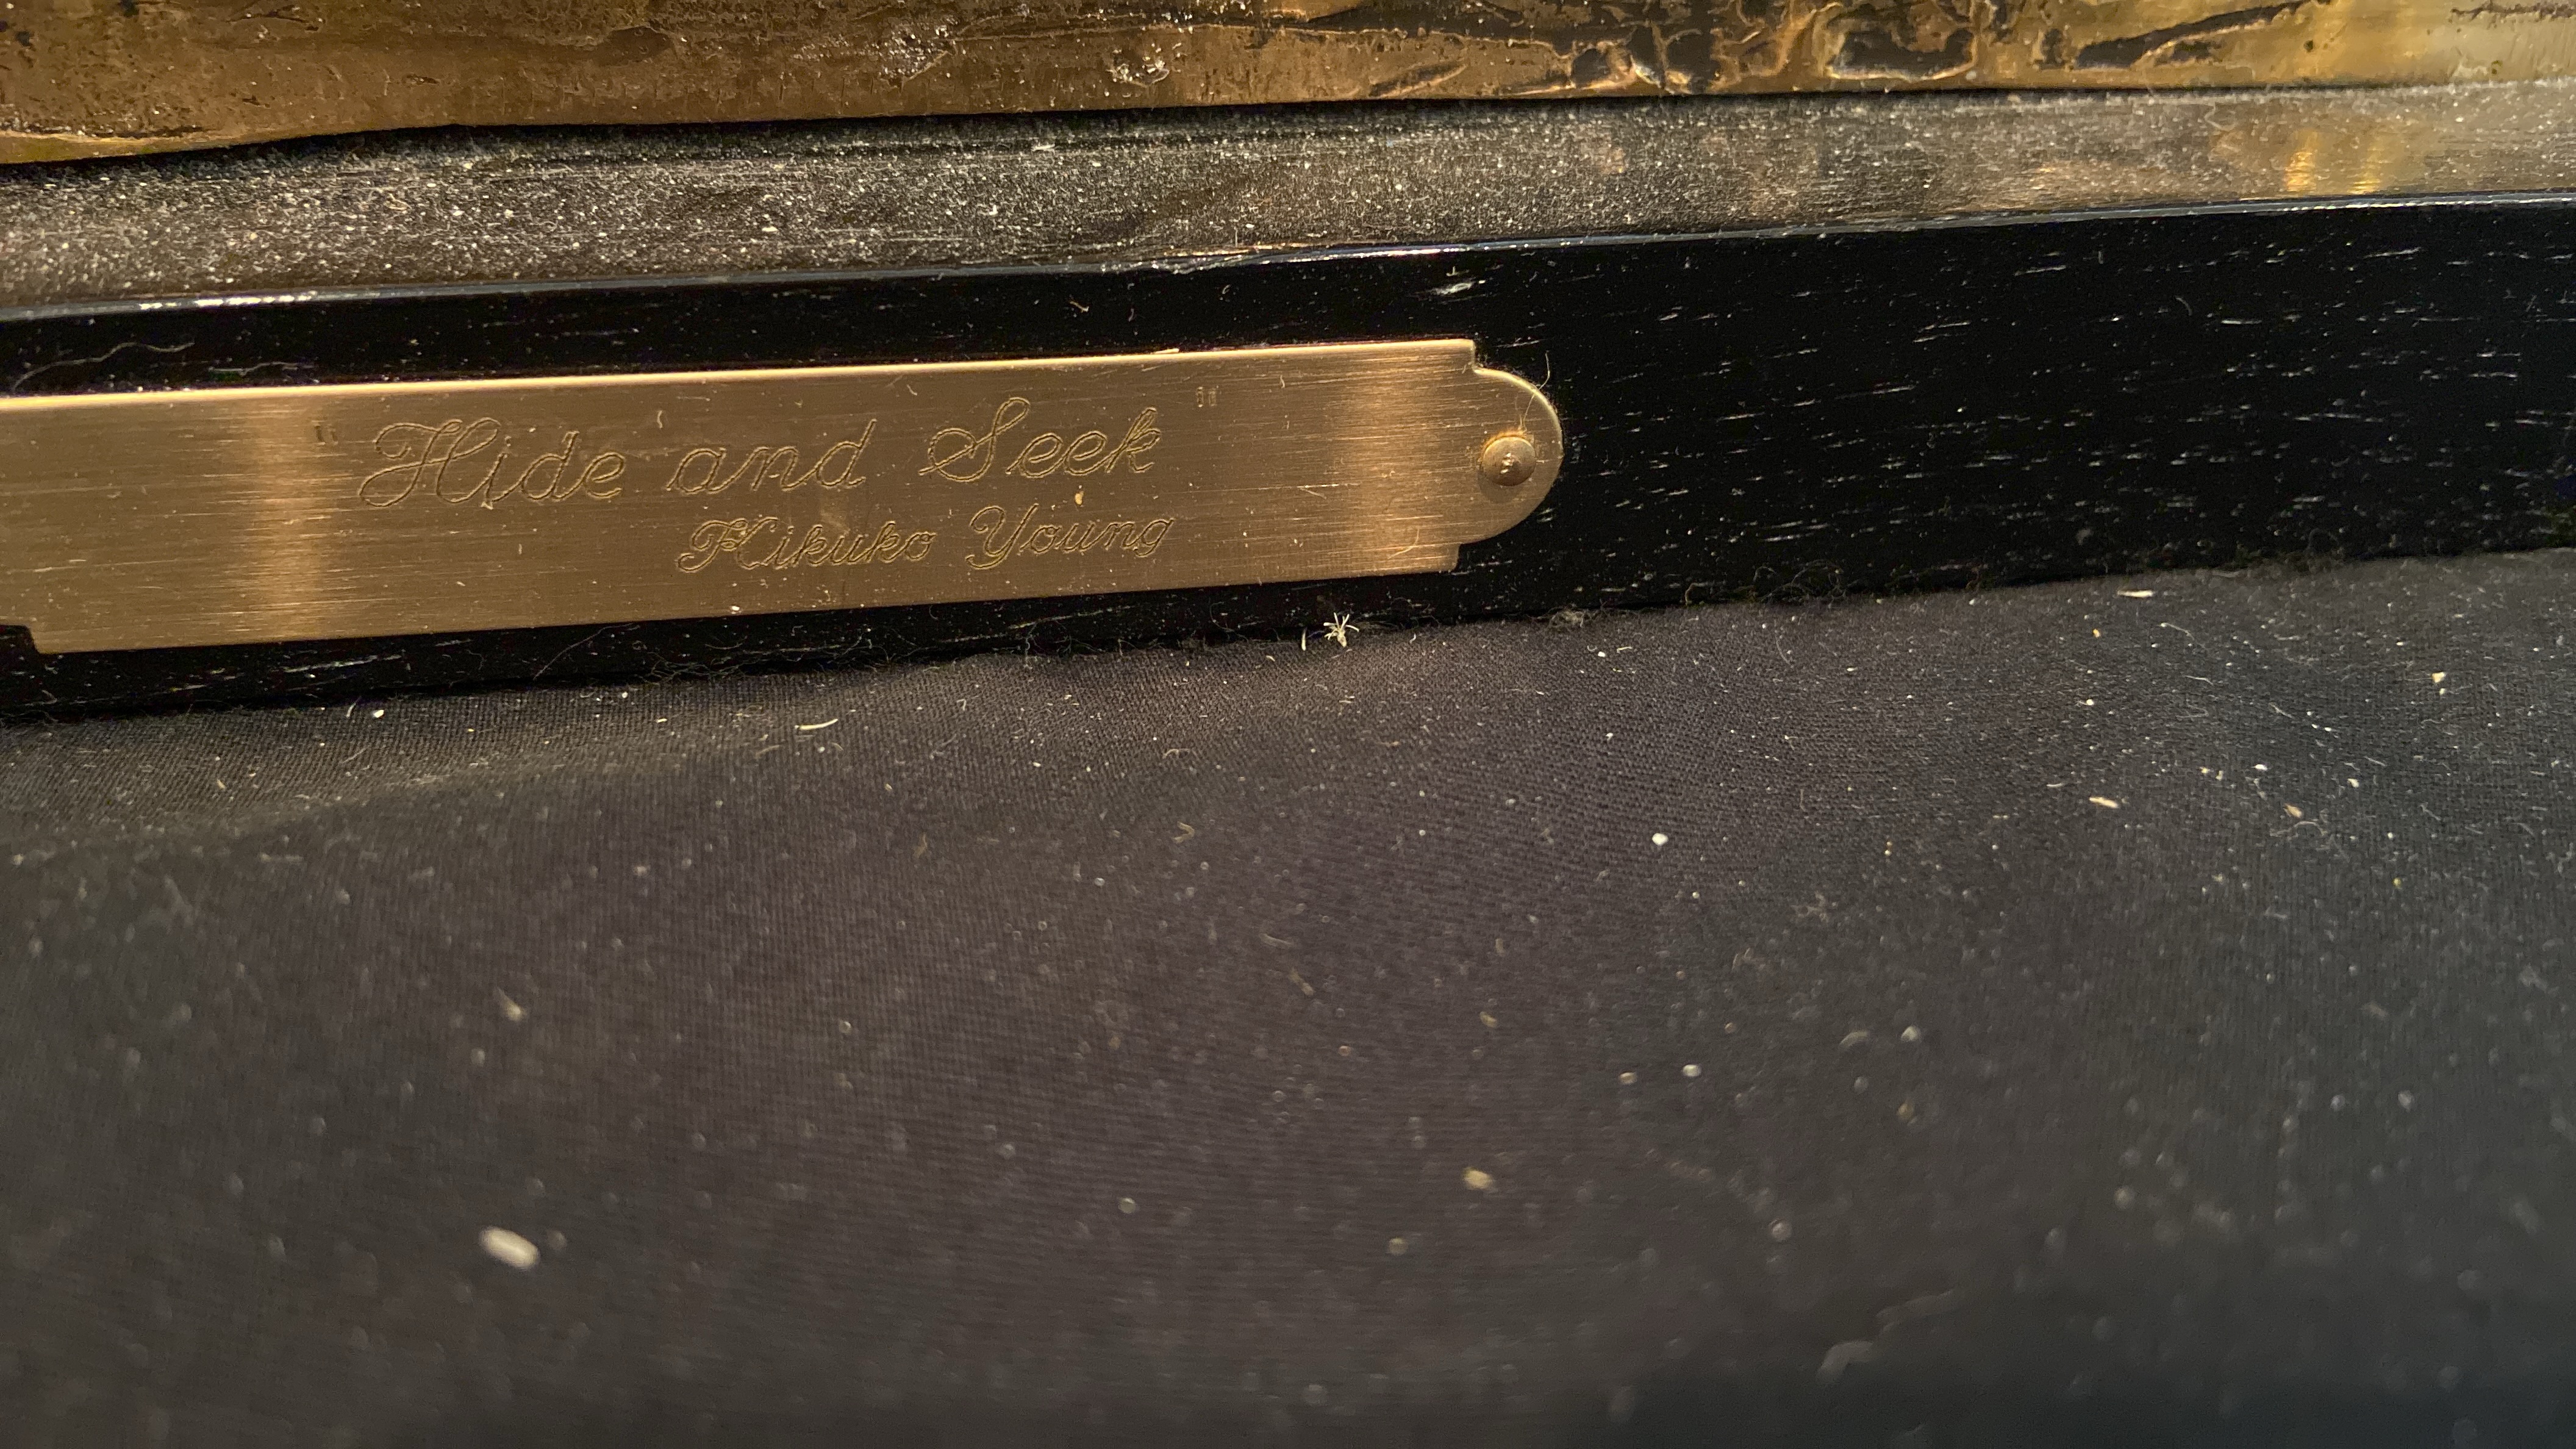 "Hide and Seek"
Kikuko Young